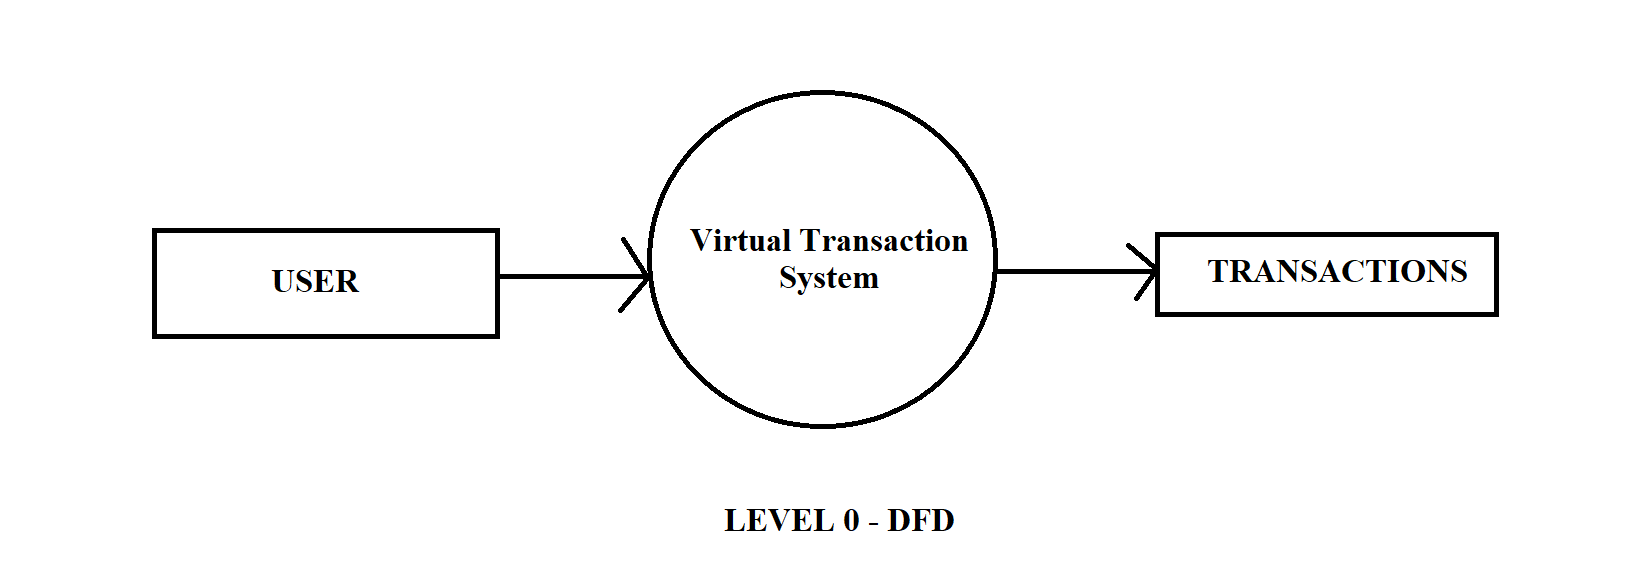 USER
Virtual Transaction
System
TRANSACTIONS
LEVEL 0 - DFD